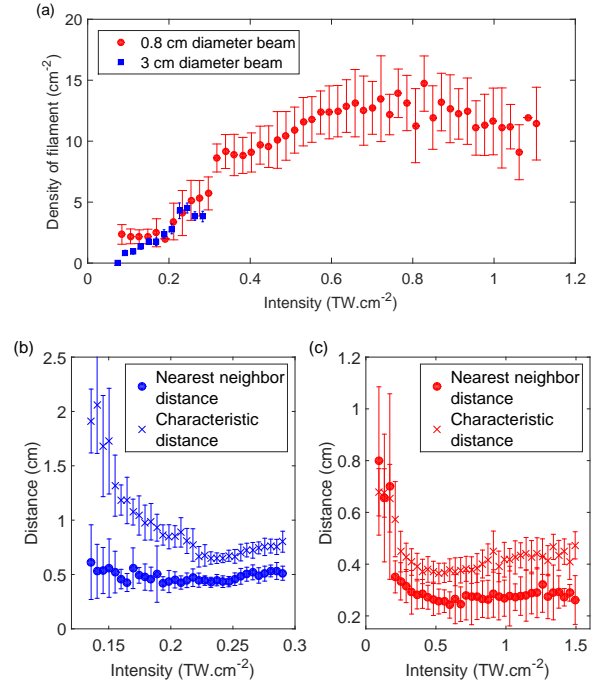 (a)
20
15
10
5
0
Density of filament (cm-2)
0.8 cm diameter beam
3 cm diameter beam
0 0.2 0.4 0.6 0.8 1 1.2
Intensity (TW.cm-2)
(b)
2.5
2
1.5
1
0.5
0
Distance (cm)
Nearest neighbor
distance
Characteristic
distance
0.15 0.2 0.25 0.3
Intensity (TW.cm-2)
(c)
1.2
1
0.8
0.6
0.4
0.2
Distance (cm)
Nearest neighbor
distance
Characteristic
distance
0 0.5 1 1.5
Intensity (TW.cm-2)